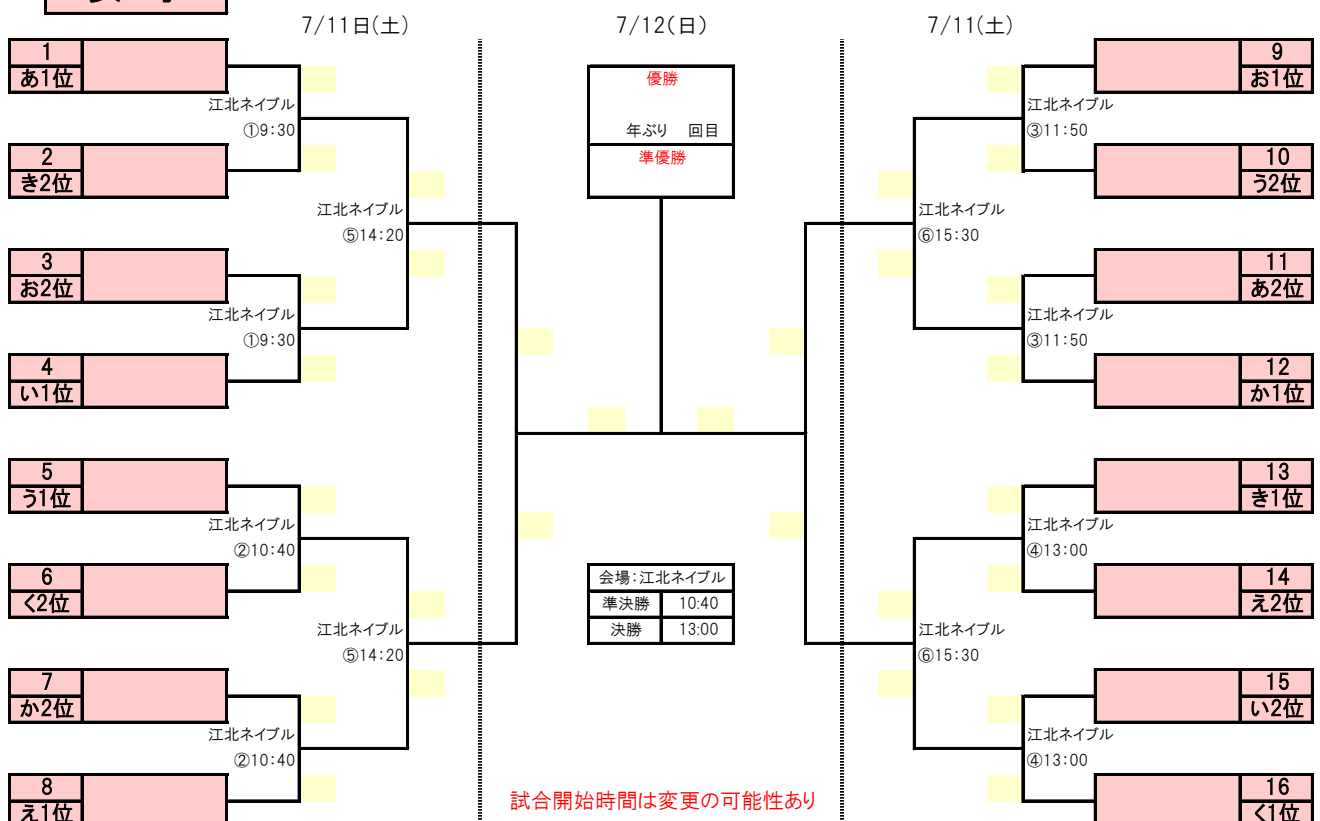 7/11日(土)
7/12(日)
7/11(土)
1
あ1位
江北ネイブル
①9:30
2
き2位
江北ネイブル
⑤14:20
3
お2位
江北ネイブル
①9:30
4
い1位
5
う1位
江北ネイブル
②10:40
6
く2位
江北ネイブル
⑤14:20
7
か2位
江北ネイブル
②10:40
8
え1位
優勝
年ぶり 回目
準優勝
会場:江北ネイブル
準決勝 10:40
決勝 13:00
試合開始時間は変更の可能性あり
9
お1位
江北ネイブル
③11:50
10
う2位
江北ネイブル
⑥15:30
11
あ2位
江北ネイブル
③11:50
12
か1位
13
き1位
江北ネイブル
④13:00
14
え2位
江北ネイブル
⑥15:30
15
い2位
江北ネイブル
④13:00
16
く1位